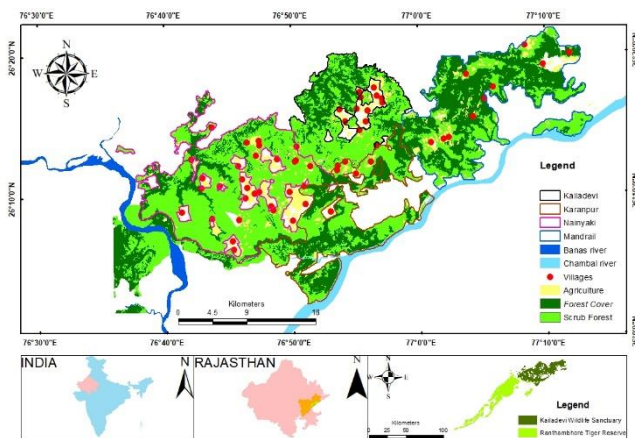 76°30'0"E 76°40'0"E 76°50'0"E 77°0'0"E 77°10'0"E
26°20'0"N
26°10'0"N
N
W E
S
Legend
Kailadevi
Karanpur
Nainyaki
Mandrail
Banas river
Chambal river
Villages
Agriculture
Forest Cover
Scrub Forest
Kilometers
0 4.5 9 18
76°30'0"E 76°40'0"E 76°50'0"E 77°0'0"E 77°10'0"E
INDIA
N
RAJASTHAN
N
N
W E
S
Kilometers
0 25 50 100
Legend
Kailadevi Wildlife Sanctuary
Ranthambhore Tiger Reserve